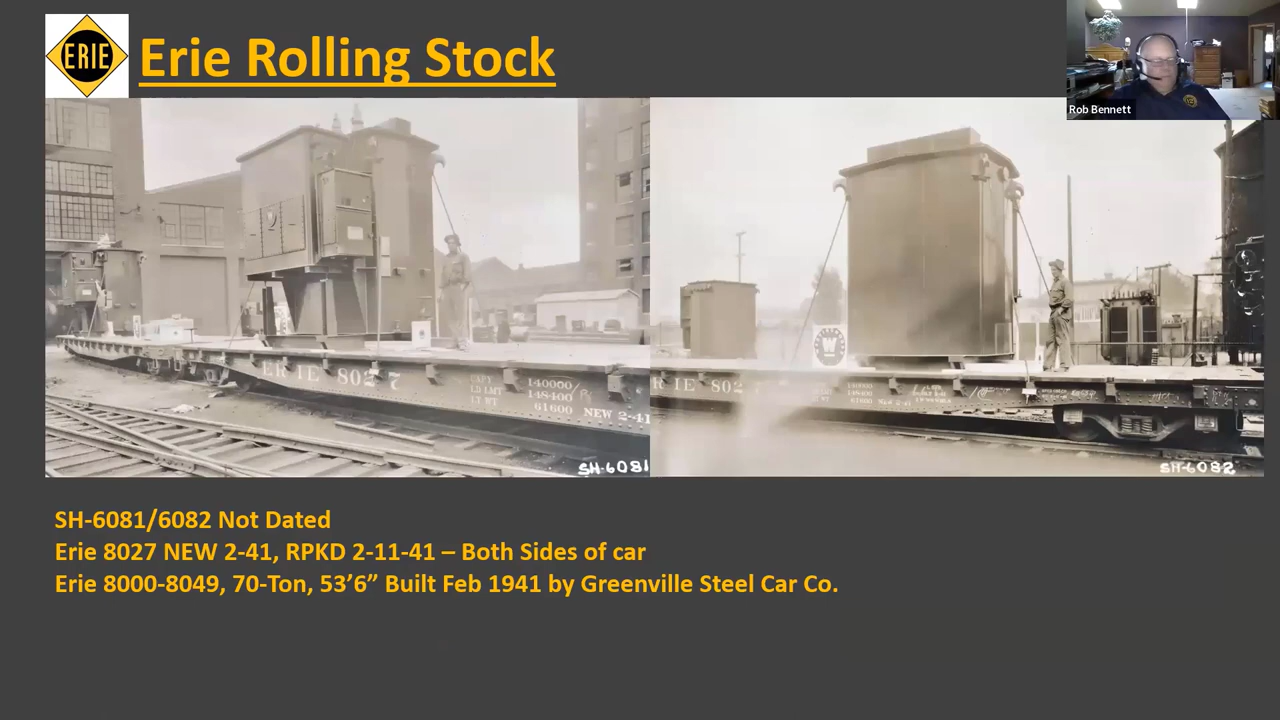 ERIE
Erie Rolling Stock
Rob Bennett
ERIE 8027
CAPY 140000
LD LMT 148400
LT WT 61600 NEW 2-41
SH-6081
W
RIE 802
140000
148400
SH-6082
SH-6081/6082 Not Dated
Erie 8027 NEW 2-41, RPKD 2-11-41 – Both Sides of car
Erie 8000-8049, 70-Ton, 53’6” Built Feb 1941 by Greenville Steel Car Co.